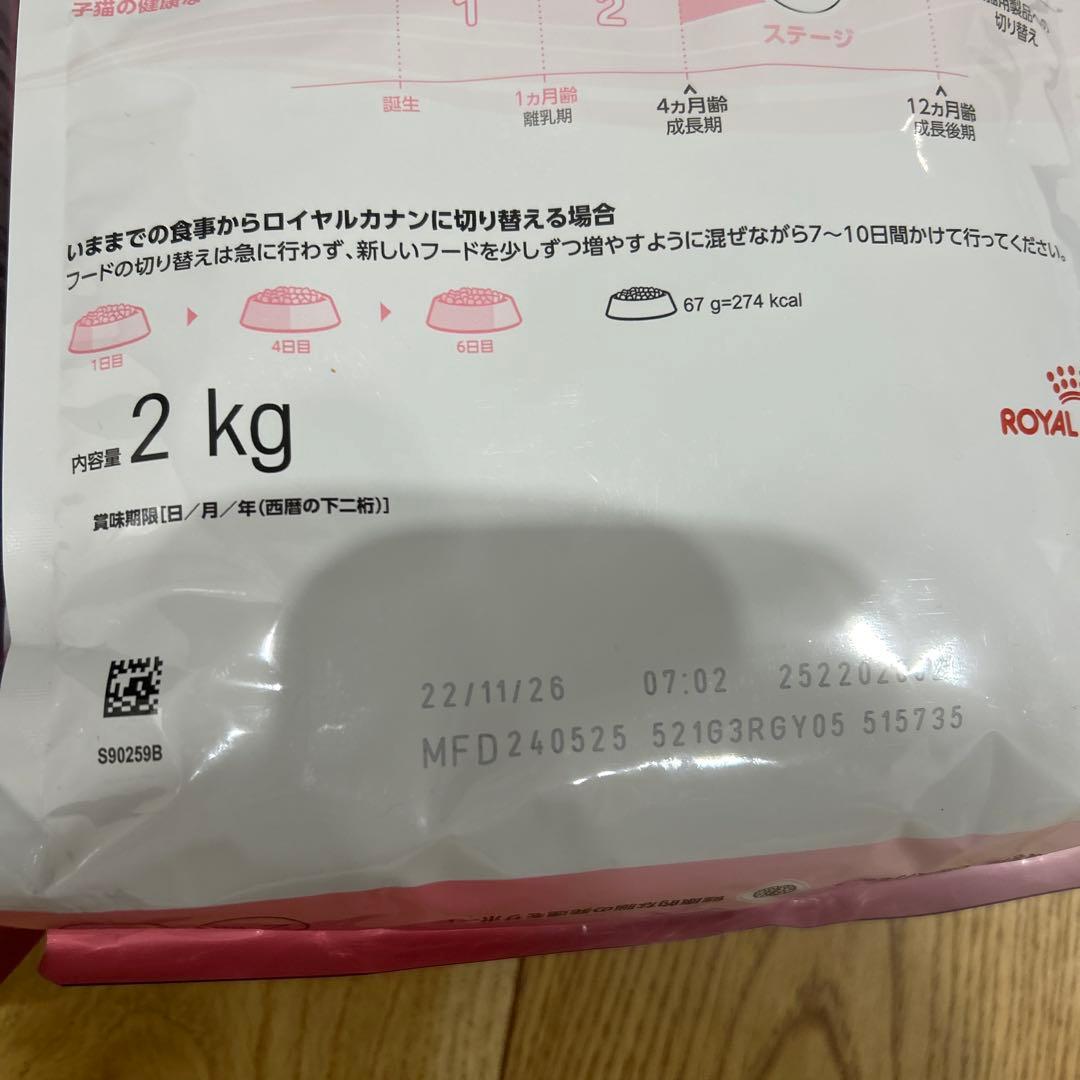 子猫の健康な
1
2
ステージ
切り替え
誕生
1ヵ月齢
離乳期
4ヵ月齢
成長期
12ヵ月齢
成長後期
いままでの食事からロイヤルカナンに切り替える場合
フードの切り替えは急に行わず、新しいフードを少しずつ増やすように混ぜながら7〜10日間かけて行ってください。
1日目
4日目
6日目
67 g=274 kcal
ROYAL
内容量 2 kg
賞味期限[日/月/年(西暦の下二桁)]
S90259B
22/11/26 07:02
MFD240525 521G3RGY05 515735